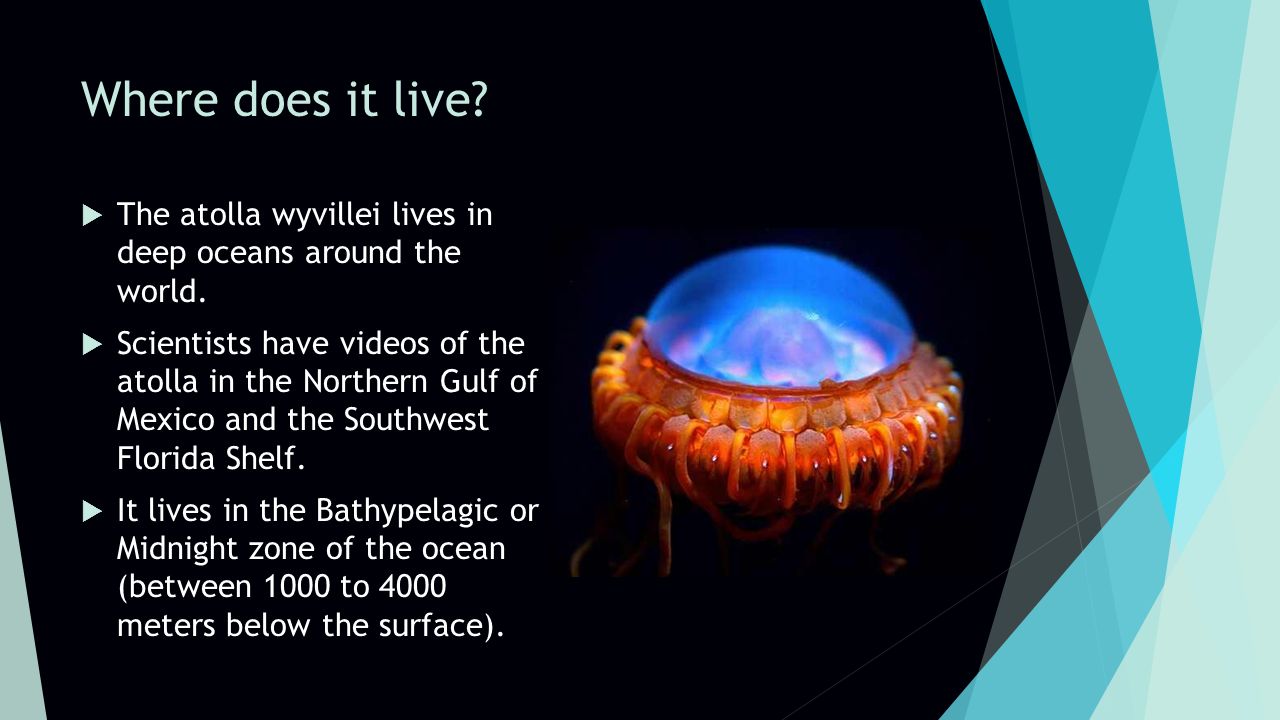 Where does it live?
The atolla wyvillei lives in
deep oceans around the
world.
Scientists have videos of the
atolla in the Northern Gulf of
Mexico and the Southwest
Florida Shelf.
It lives in the Bathypelagic or
Midnight zone of the ocean
(between 1000 to 4000
meters below the surface).